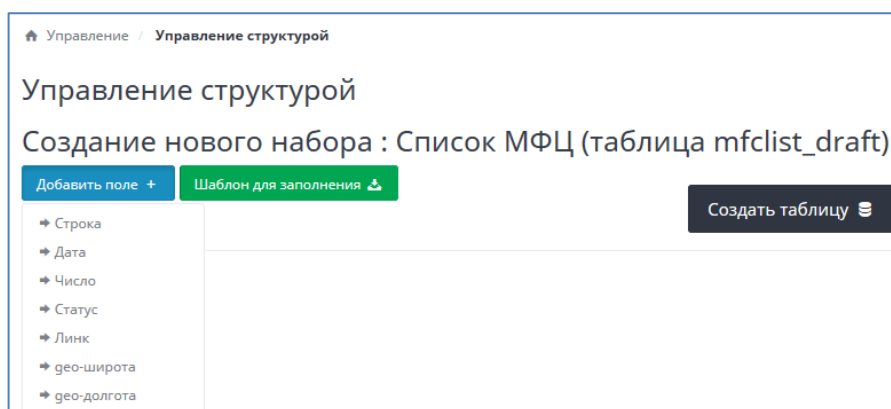 Управление / Управление структурой
Управление структурой
Создание нового набора : Список МФЦ (таблица mfclist_draft)
Добавить поле +
Шаблон для заполнения
Создать таблицу
Строка
Дата
Число
Статус
Линк
geo-широта
geo-долгота